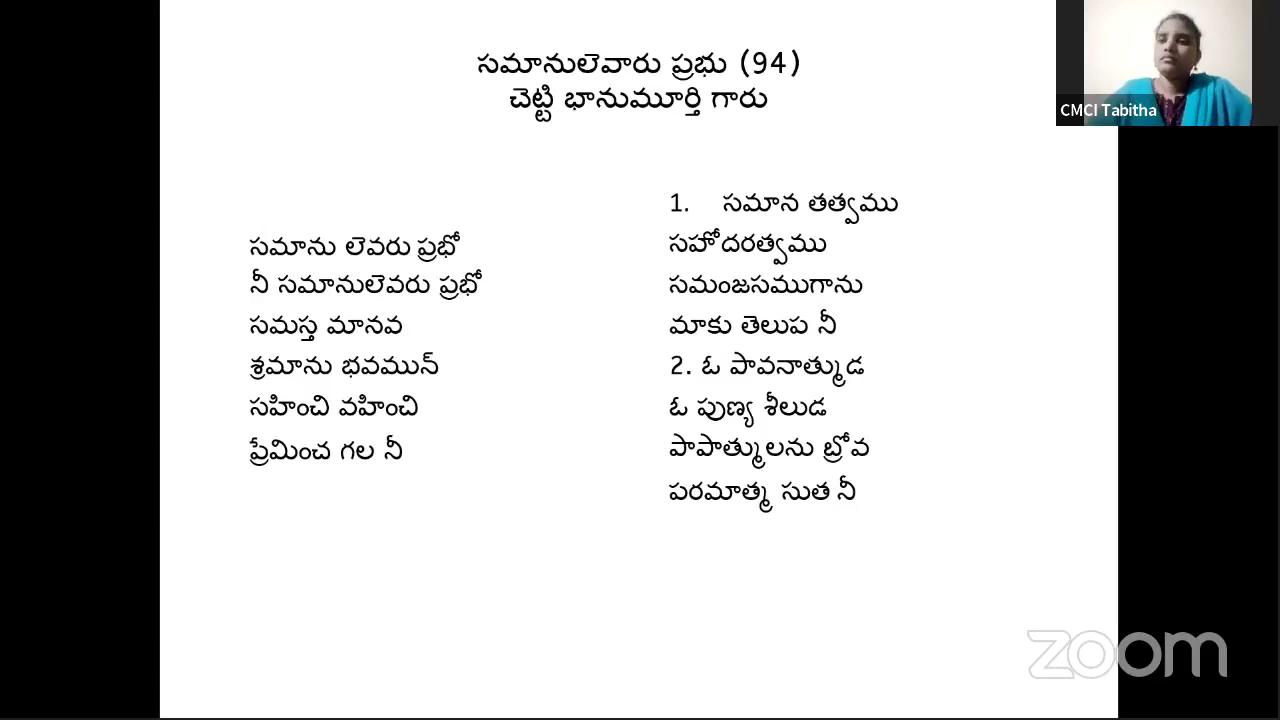 సమానులెవారు ప్రభు (94)
చెట్టి భానుమూర్తి గారు
CMCI Tabitha
సమాను లెవరు ప్రభో
నీ సమానులెవరు ప్రభో
సమస్త మానవ
శ్రమాను భవమున్
సహించి వహించి
ప్రేమించ గల నీ
1. సమాన తత్వము
సహోదరత్వము
సమంజసముగాను
మాకు తెలుప నీ
2. ఓ పావనాత్ముడ
ఓ పుణ్య శీలుడ
పాపాత్ములను బ్రోవ
పరమాత్మ సుత నీ
zoom